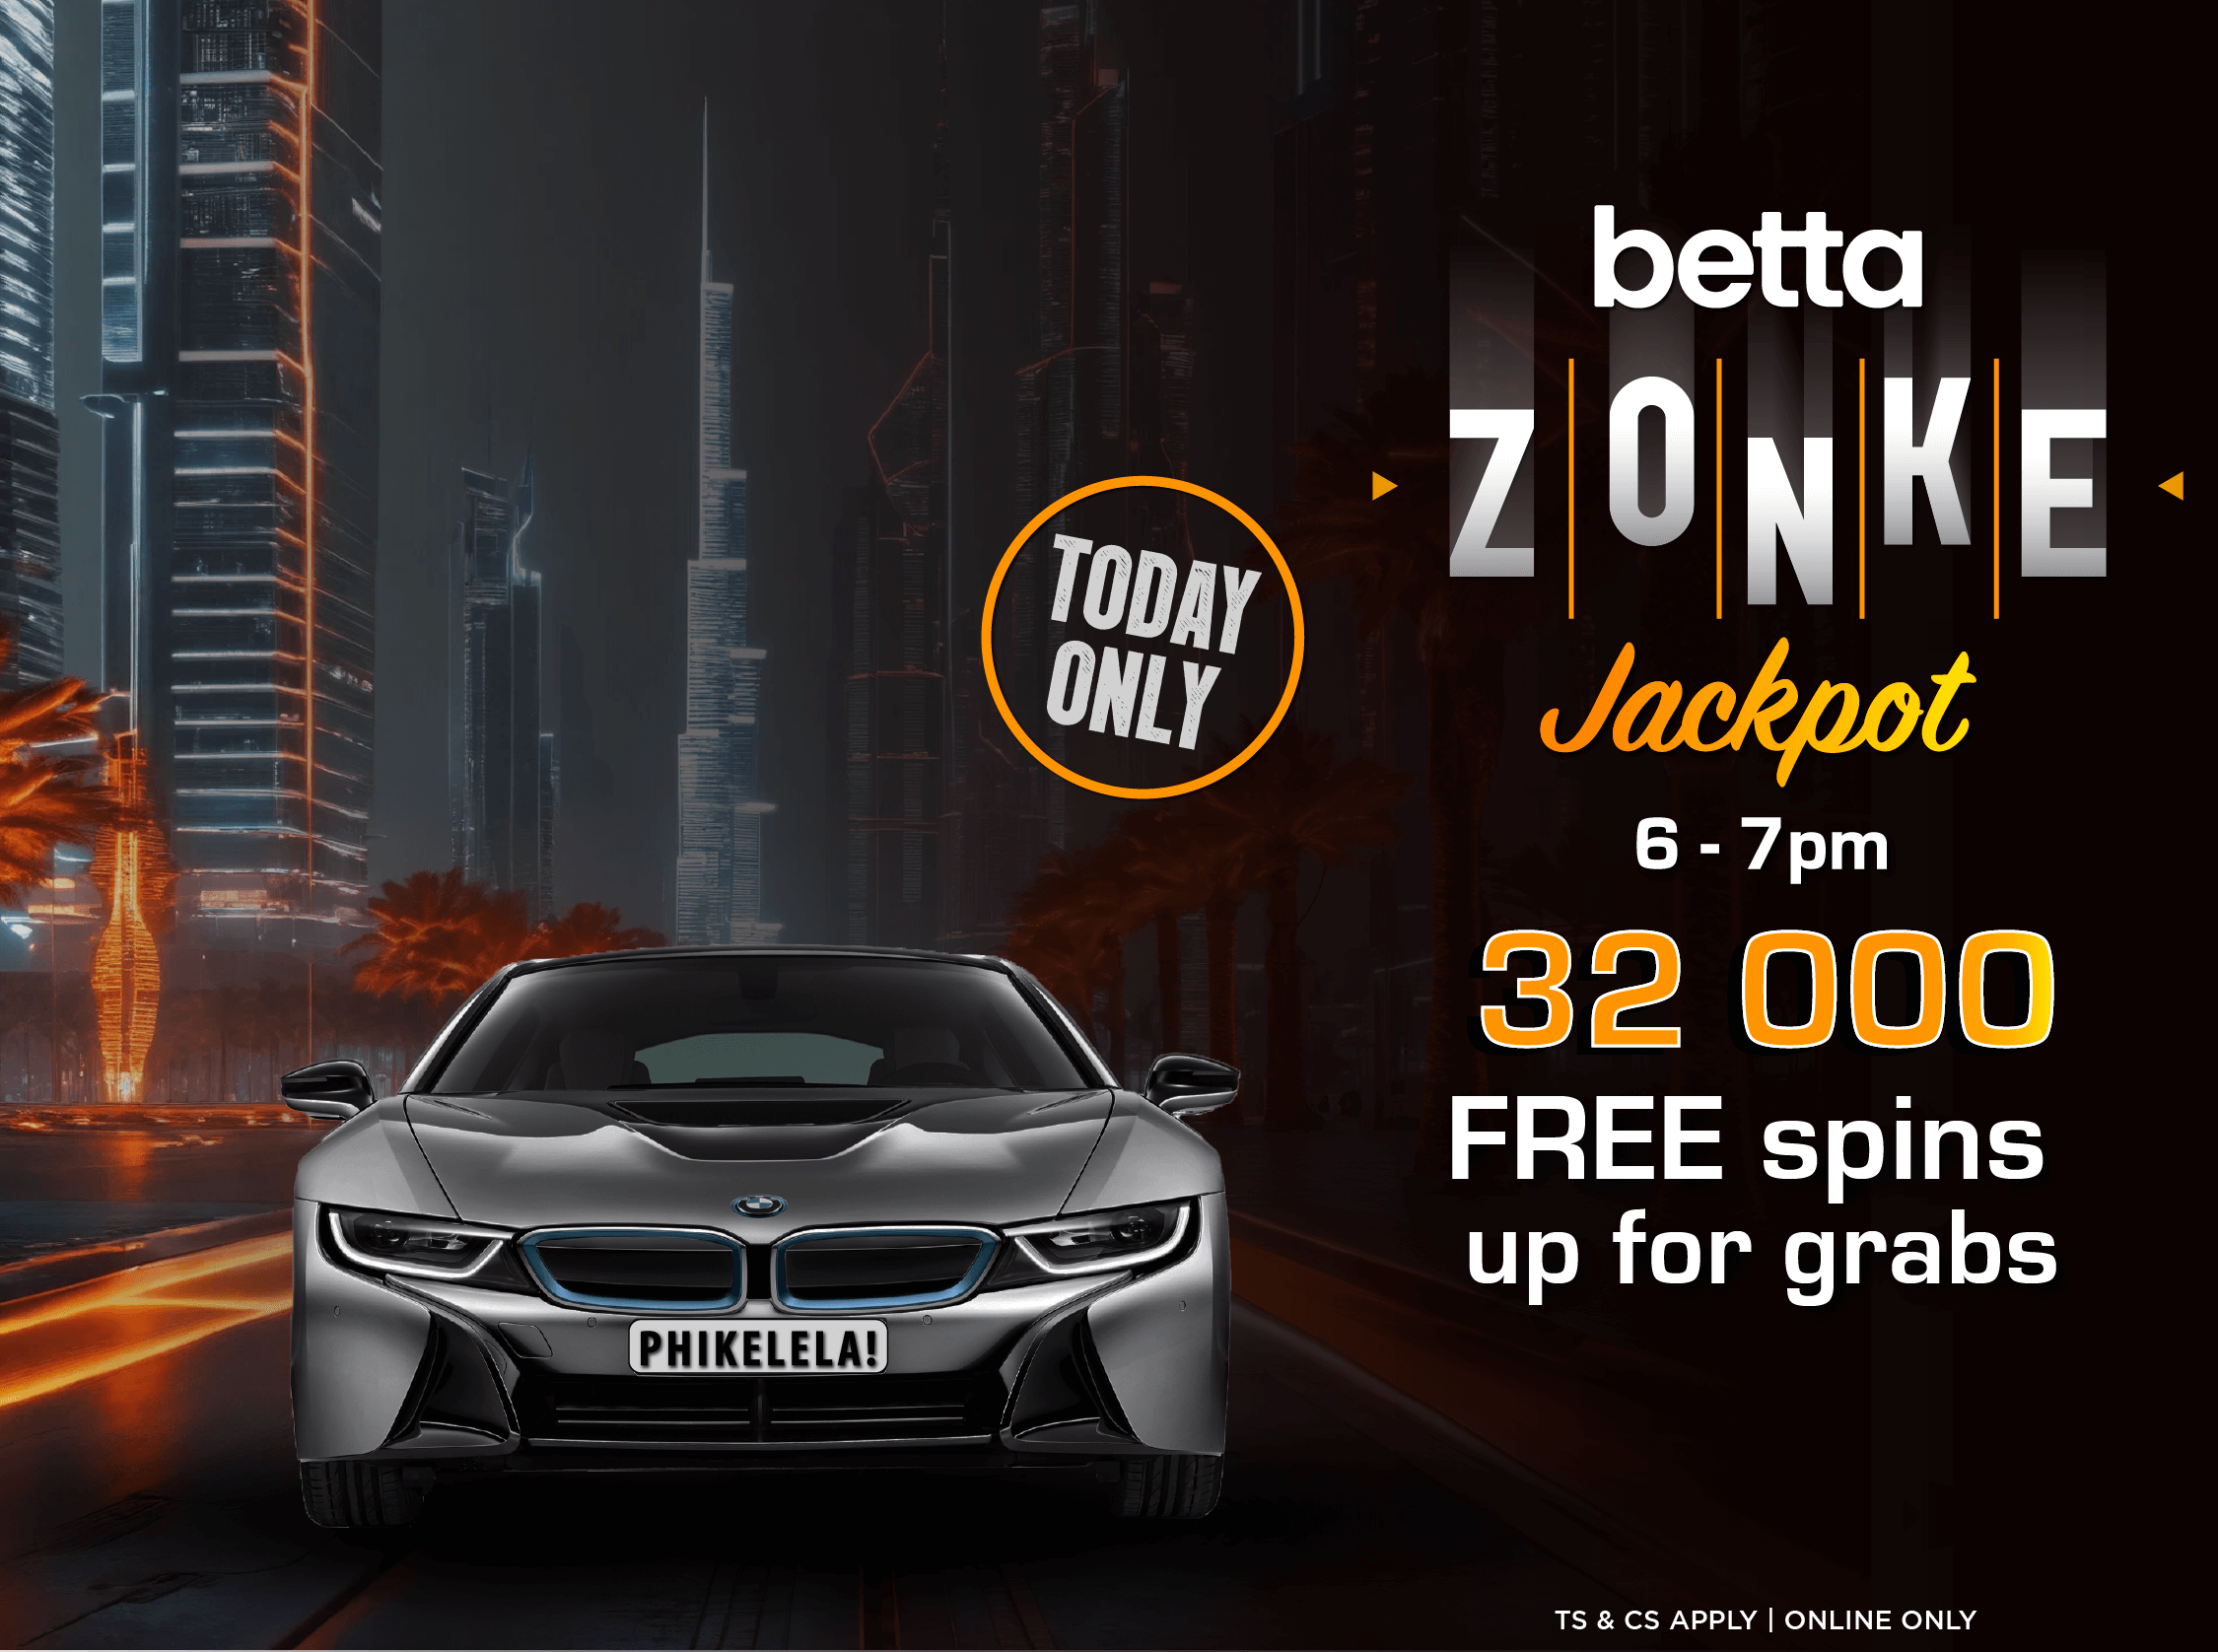 betta
ZONKE
Jackpot
TODAY
ONLY
6 - 7pm
32 000
FREE spins
up for grabs
PHIKELELA!
TS & CS APPLY | ONLINE ONLY